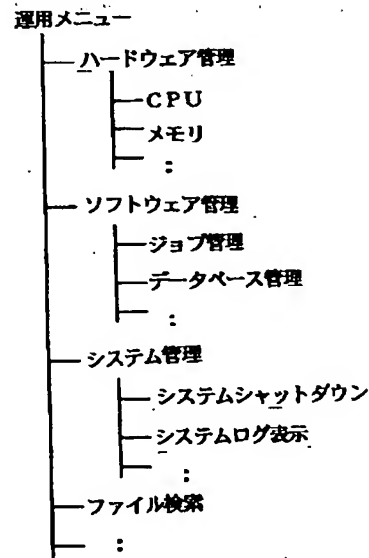 運用メニュー
ハードウェア管理
CPU
メモリ
:
ソフトウェア管理
ジョブ管理
データベース管理
:
システム管理
システムシャットダウン
システムログ表示
:
ファイル検索
: